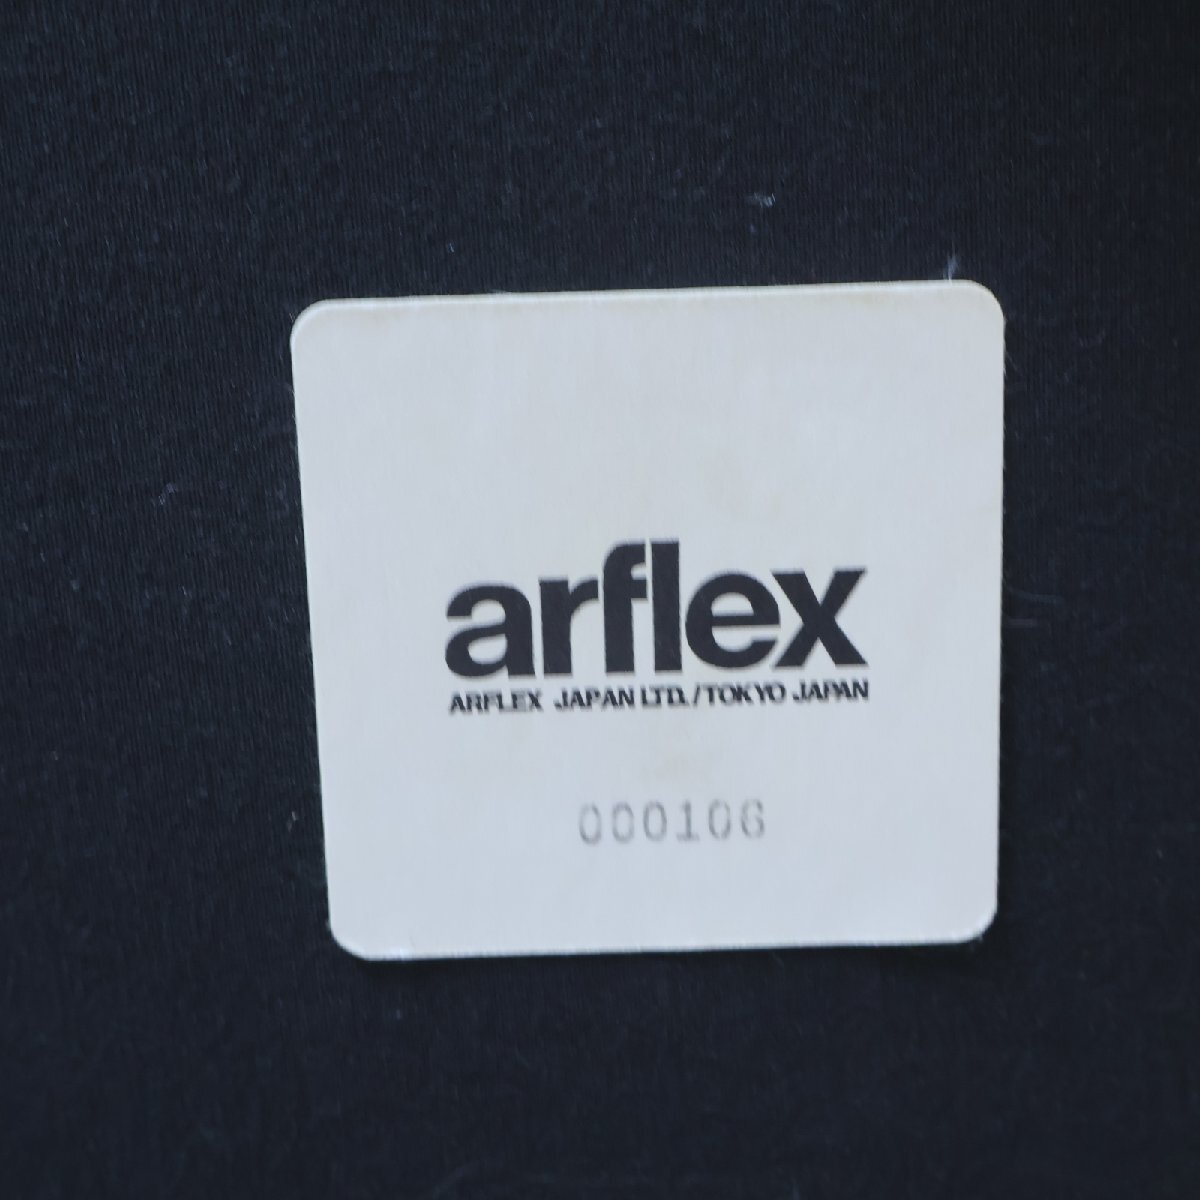 arflex
ARFLEX JAPAN LTD. / TOKYO JAPAN
000106